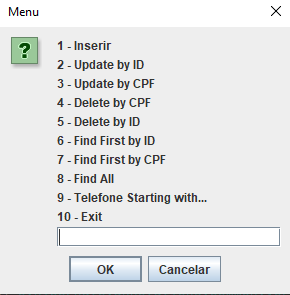 Menu
1 - Inserir
2 - Update by ID
3 - Update by CPF
4 - Delete by CPF
5 - Delete by ID
6 - Find First by ID
7 - Find First by CPF
8 - Find All
9 - Telefone Starting with...
10 - Exit
OK Cancelar